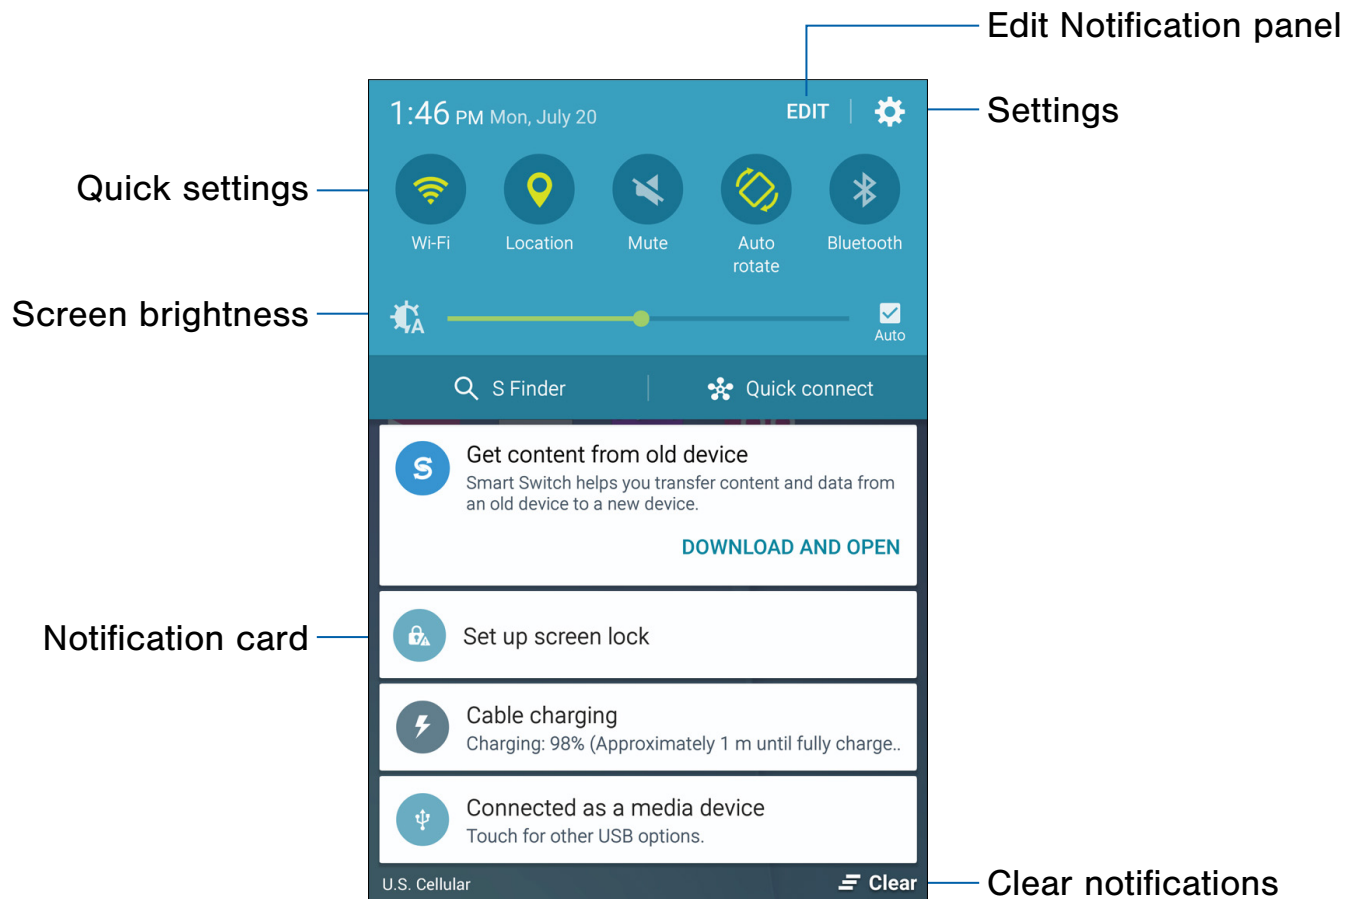 Edit Notification panel
1:46 PM Mon, July 20
EDIT
Settings
Quick settings
Wi-Fi
Location
Mute
Auto
rotate
Bluetooth
Screen brightness
A
Auto
S Finder
Quick connect
S
Get content from old device
Smart Switch helps you transfer content and data from
an old device to a new device.
DOWNLOAD AND OPEN
Notification card
Set up screen lock
Cable charging
Charging: 98% (Approximately 1 m until fully charge..
Connected as a media device
Touch for other USB options.
U.S. Cellular
Clear
Clear notifications